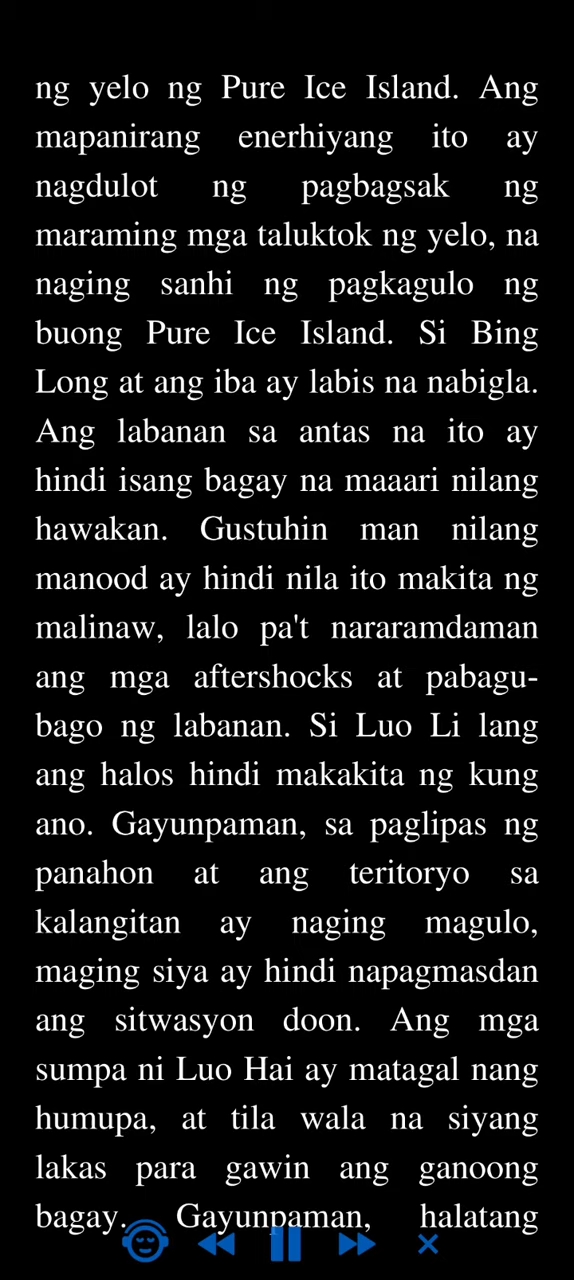 ng yelo ng Pure Ice Island. Ang
mapanirang enerhiyang ito ay
nagdulot ng pagbagsak ng
maraming mga taluktok ng yelo, na
naging sanhi ng pagkagulo ng
buong Pure Ice Island. Si Bing
Long at ang iba ay labis na nabigla.
Ang labanan sa antas na ito ay
hindi isang bagay na maaari nilang
hawakan. Gustuhin man nilang
manood ay hindi nila ito makita ng
malinaw, lalo pa't nararamdaman
ang mga aftershocks at pabagu-
bago ng labanan. Si Luo Li lang
ang halos hindi makakita ng kung
ano. Gayunpaman, sa paglipas ng
panahon at ang teritoryo sa
kalangitan ay naging magulo,
maging siya ay hindi napagmasdan
ang sitwasyon doon. Ang mga
sumpa ni Luo Hai ay matagal nang
humupa, at tila wala na siyang
lakas para gawin ang ganoong
bagay. Gayunpaman, halatang